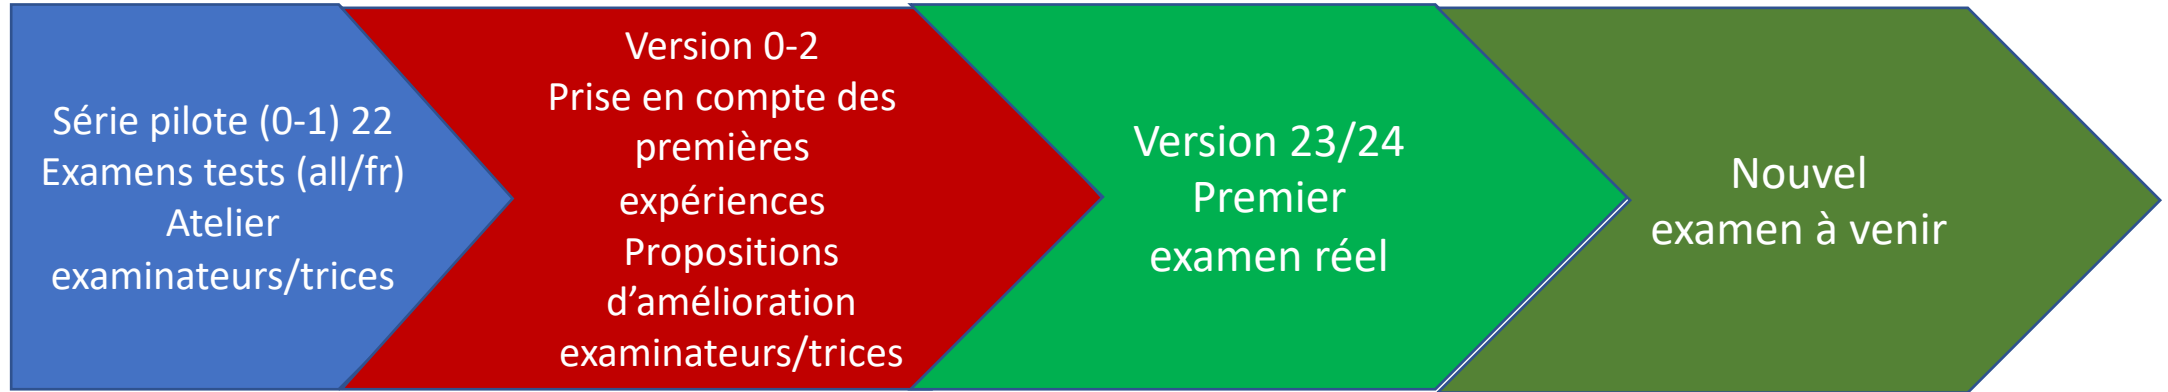 Série pilote (0-1) 22
Examens tests (all/fr)
Atelier
examinateurs/trices
Version 0-2
Prise en compte des
premières
expériences
Propositions
d’amélioration
examinateurs/trices
Version 23/24
Premier
examen réel
Nouvel
examen à venir